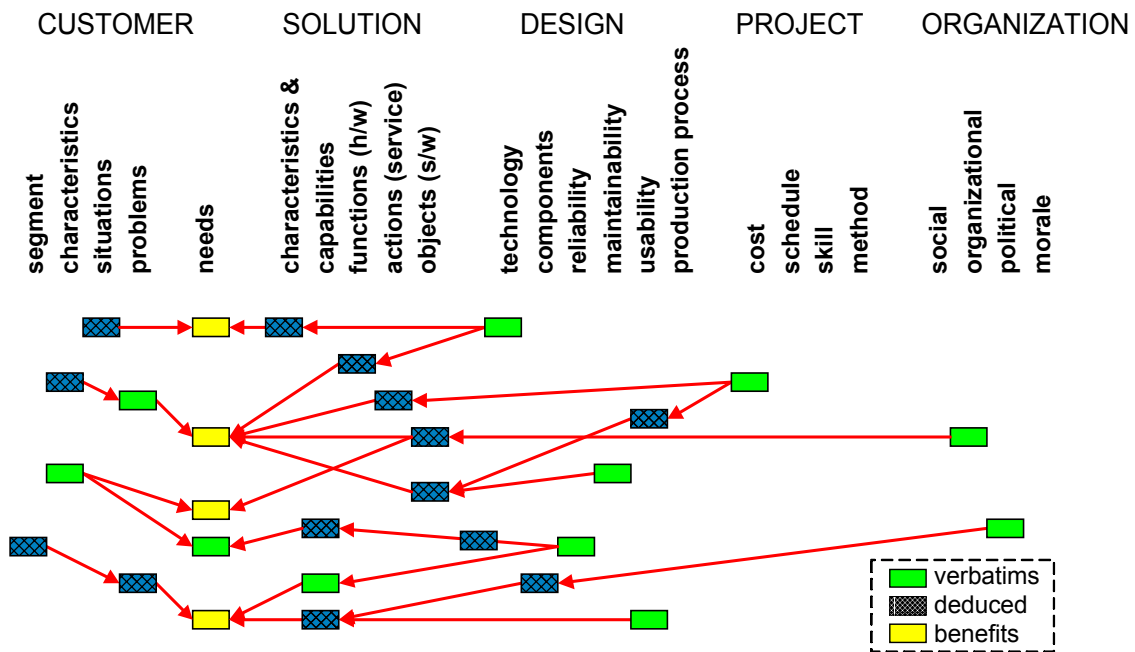 CUSTOMER
SOLUTION
DESIGN
PROJECT
ORGANIZATION
segment
characteristics
situations
problems
needs
characteristics &
capabilities
functions (h/w)
actions (service)
objects (s/w)
technology
components
reliability
maintainability
usability
production process
cost
schedule
skill
method
social
organizational
political
morale
verbatims
deduced
benefits